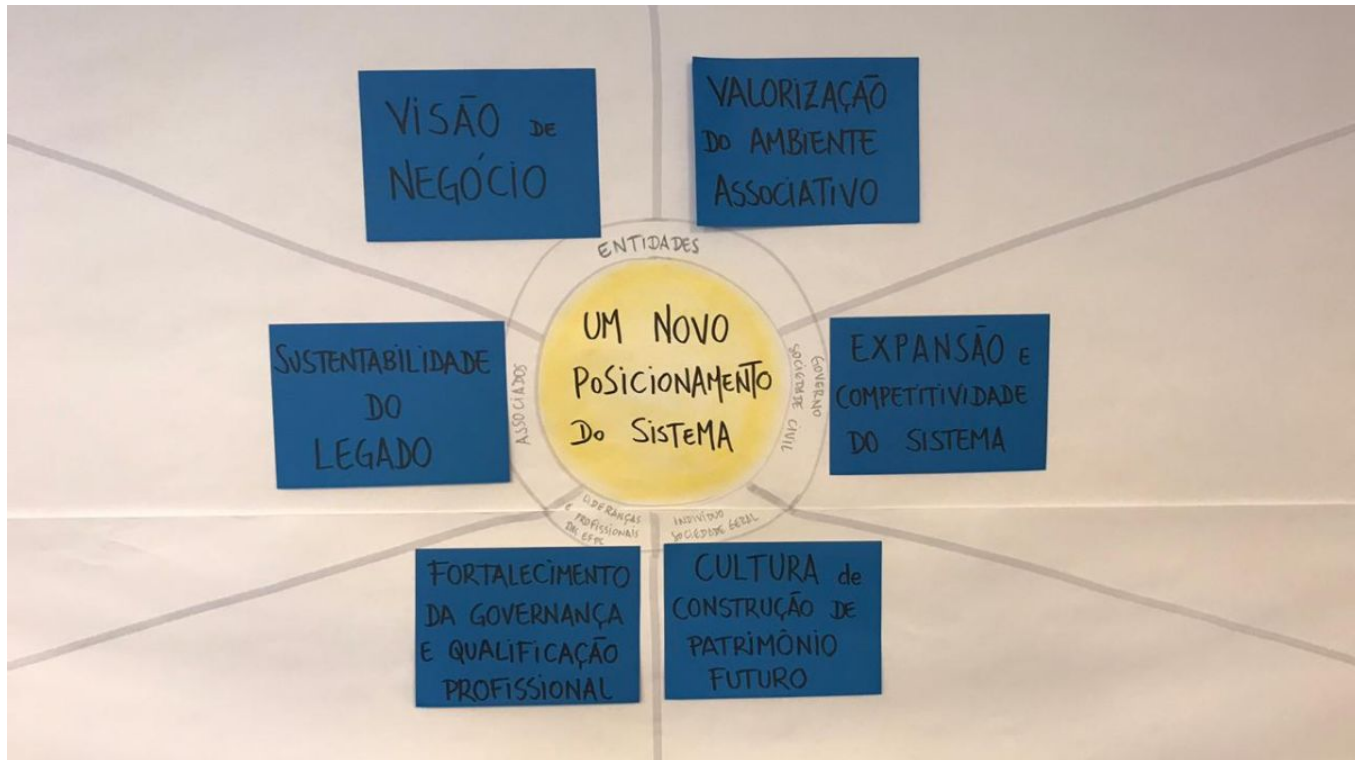 VISÃO DE
NEGÓCIO
VALORIZAÇÃO
DO AMBIENTE
ASSOCIATIVO
ENTIDADES
UM NOVO
POSICIONAMENTO
DO SISTEMA
SUSTENTABILIDADE
DO
LEGADO
ASSOCIADOS
GOVERNO
SOCIEDADE CIVIL
EXPANSÃO E
COMPETITIVIDADE
DO SISTEMA
LIDERANÇAS
E PROFISSIONAIS
DAS EFPC
INDIVÍDUO
SOCIEDADE GERAL
FORTALECIMENTO
DA GOVERNANÇA
E QUALIFICAÇÃO
PROFISSIONAL
CULTURA de
CONSTRUÇÃO DE
PATRIMÔNIO
FUTURO